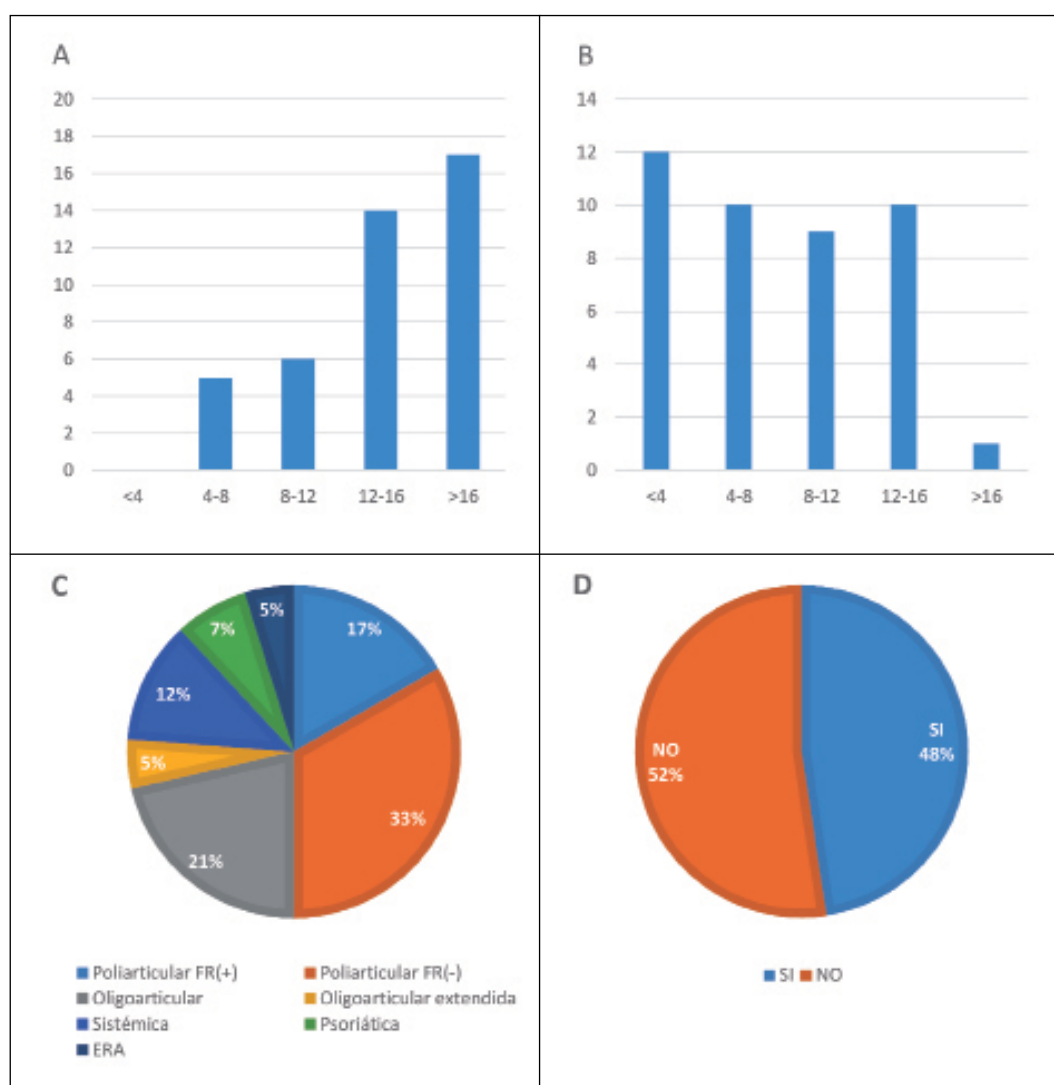 A
20
18
16
14
12
10
8
6
4
2
0
<4 4-8 8-12 12-16 >16
B
14
12
10
8
6
4
2
0
<4 4-8 8-12 12-16 >16
C
5%
17%
7%
12%
5%
33%
21%
Poliarticular FR(+) Poliarticular FR(-)
Oligoarticular Oligoarticular extendida
Sistémica Psoriática
ERA
D
SI
48%
NO
52%
SI NO